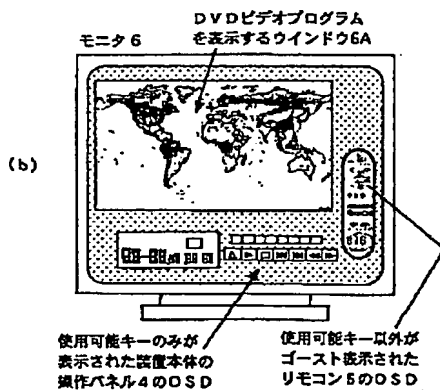 DVDビデオプログラム
を表示するウインドウ6A
モニタ6
(b)
使用可能キーのみが
表示された装置本体の
操作パネル4のOSD
使用可能キー以外が
ゴースト表示された
リモコン5のOSD